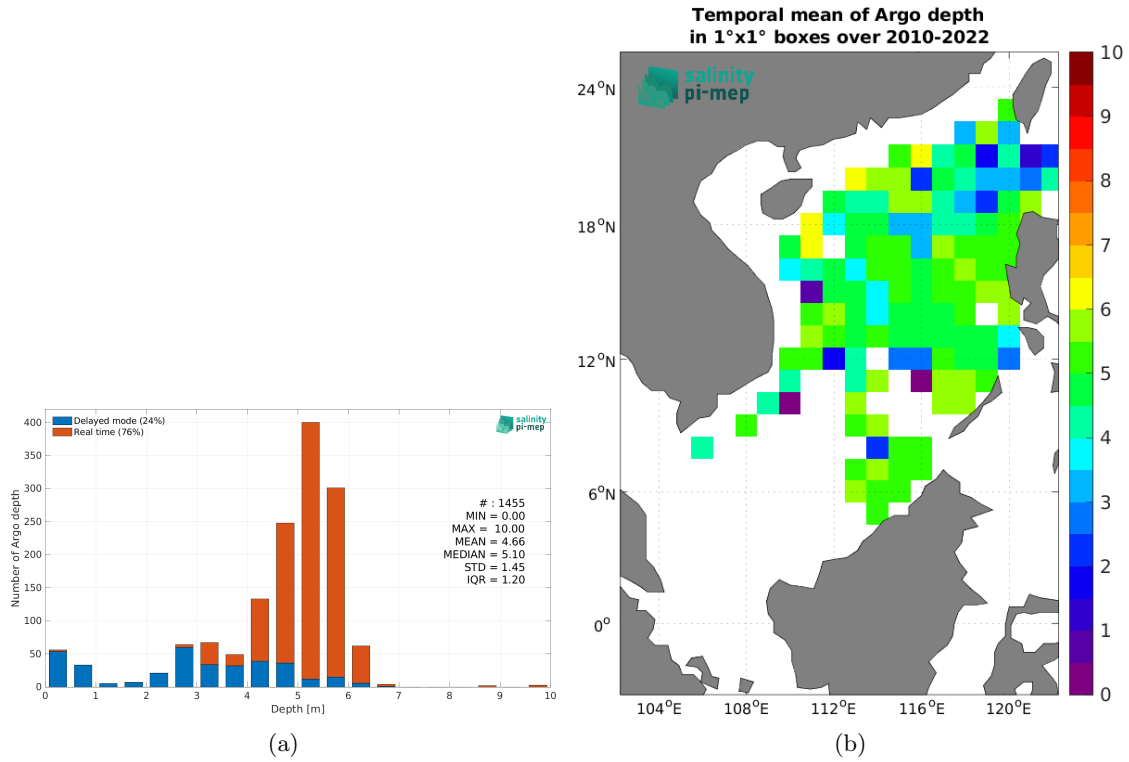 Temporal mean of Argo depth
in 1°x1° boxes over 2010-2022
salinity
pi-mep
24°N
18°N
12°N
6°N
0°
104°E
108°E
112°E
116°E
120°E
10
9
8
7
6
5
4
3
2
1
0
Delayed mode (24%)
Real time (76%)
salinity
pi-mep
# : 1455
MIN = 0.00
MAX = 10.00
MEAN = 4.66
MEDIAN = 5.10
STD = 1.45
IQR = 1.20
Number of Argo depth
400
350
300
250
200
150
100
50
0
0
1
2
3
4
5
6
7
8
9
10
Depth [m]
(a)
(b)